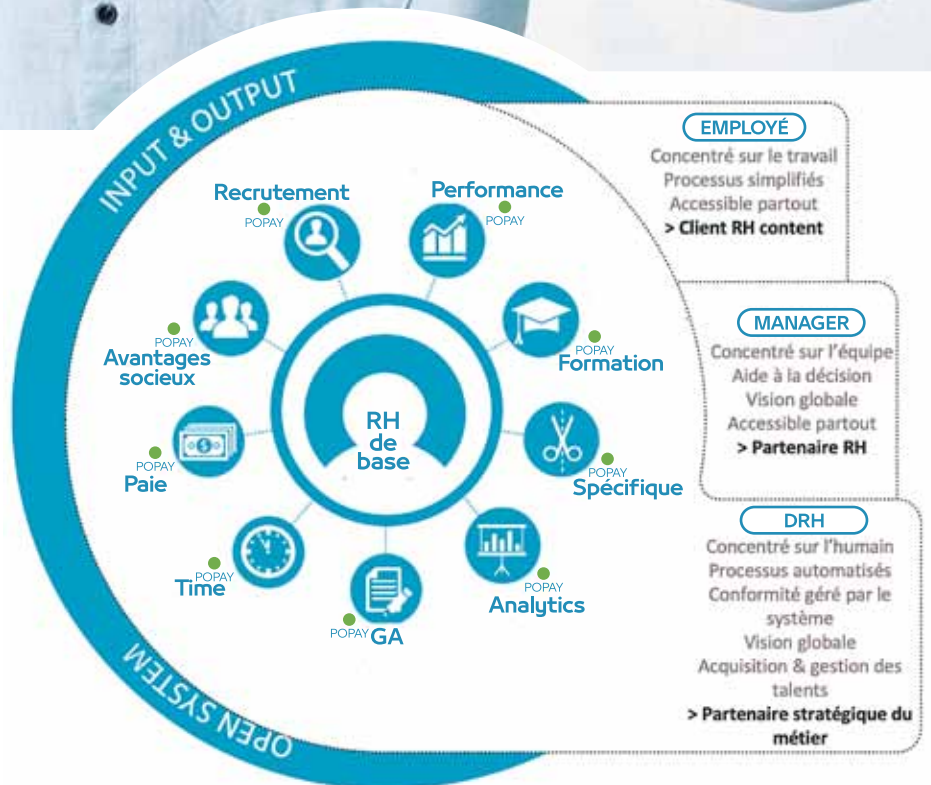 INPUT & OUTPUT
Recrutement
POPAY
Performance
POPAY
POPAY
Avantages
socieux
POPAY
Formation
RH
de
base
POPAY
Paie
POPAY
Spécifique
POPAY
Time
POPAY GA
POPAY
Analytics
OPEN SYSTEM
EMPLOYÉ
Concentré sur le travail
Processus simplifiés
Accessible partout
> Client RH content
MANAGER
Concentré sur l'équipe
Aide à la décision
Vision globale
Accessible partout
> Partenaire RH
DRH
Concentré sur l'humain
Processus automatisés
Conformité géré par le
système
Vision globale
Acquisition & gestion des
talents
> Partenaire stratégique du
métier